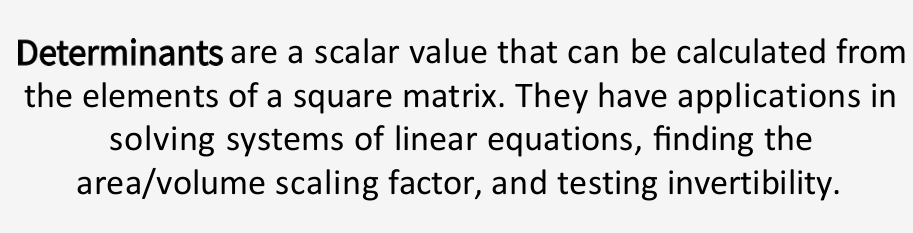 Determinants are a scalar value that can be calculated from
the elements of a square matrix. They have applications in
solving systems of linear equations, finding the
area/volume scaling factor, and testing invertibility.